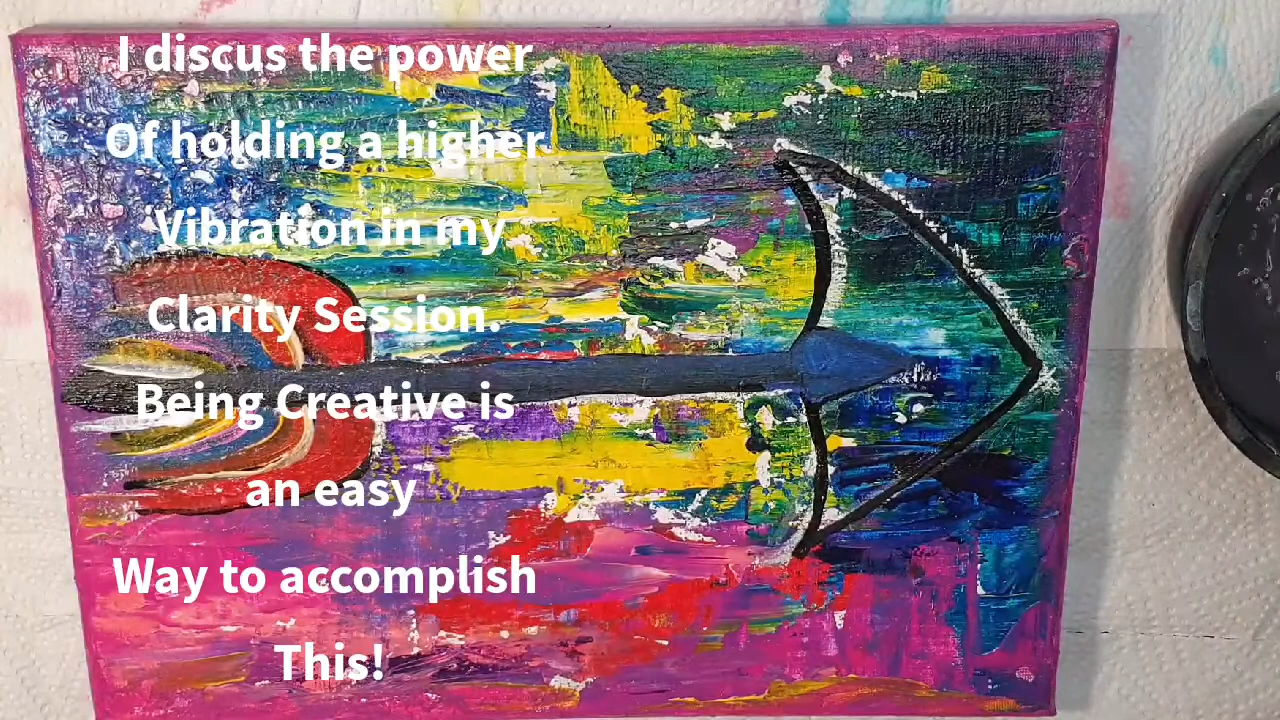 I discus the power
Of holding a higher
Vibration in my
Clarity Session.
Being Creative is
an easy
Way to accomplish
This!